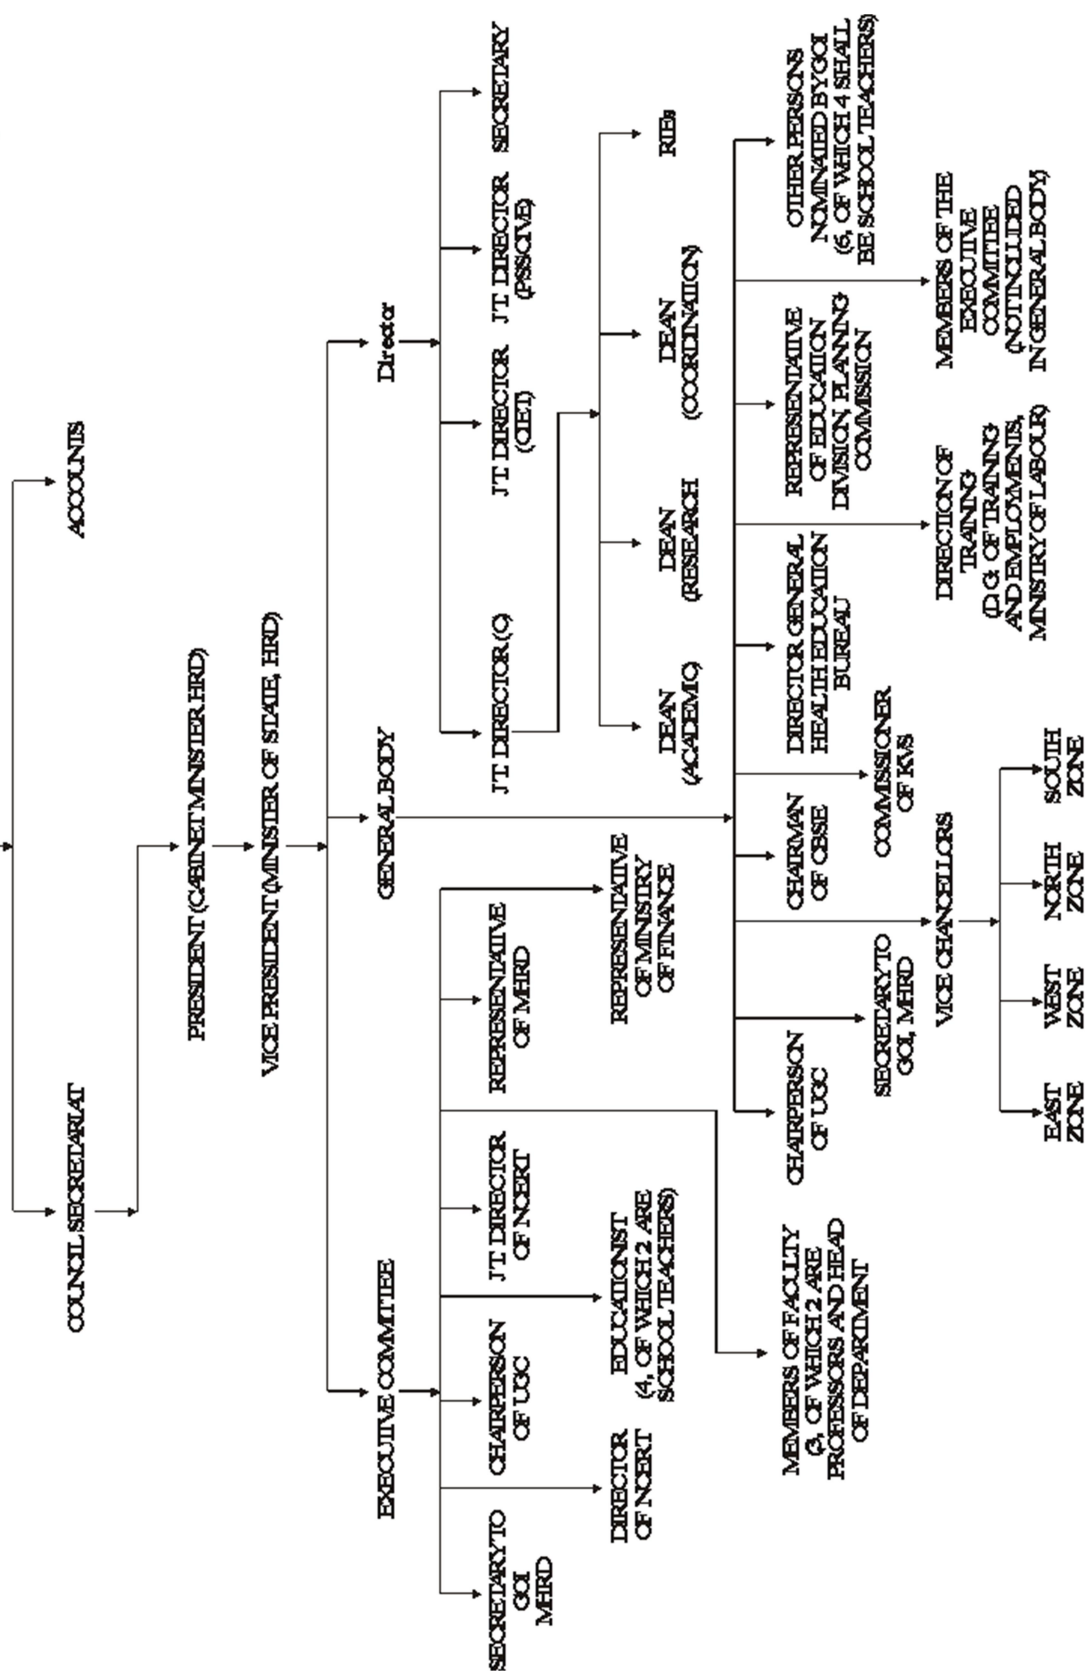 COUNCIL SECRETARIAT
ACCOUNTS
PRESIDENT (CABINET MINISTER HRD)
VICE PRESIDENT (MINISTER OF STATE, HRD)
EXECUTIVE COMMITTEE
GENERAL BODY
Director
SECRETARY TO
GOI
MHRD
CHAIRPERSON
OF UGC
JT. DIRECTOR
OF NCERT
REPRESENTATIVE
OF MHRD
JT. DIRECTOR (C)
JT. DIRECTOR
(CIET)
JT. DIRECTOR
(PSSCIVE)
SECRETARY
DIRECTOR
OF NCERT
EDUCATIONIST
(4, OF WHICH 2 ARE
SCHOOL TEACHERS)
REPRESENTATIVE
OF MINISTRY
OF FINANCE
DEAN
(ACADEMIC)
DEAN
(RESEARCH
DEAN
(COORDINATION)
RIEs
MEMBERS OF FACULTY
(3, OF WHICH 2 ARE
PROFESSORS AND HEAD
OF DEPARTMENT
CHAIRPERSON
OF UGC
SECRETARY TO
GOI, MHRD
CHAIRMAN
OF CBSE
COMMISSIONER
OF KVS
DIRECTOR GENERAL
HEALTH EDUCATION
BUREAU
REPRESENTATIVE
OF EDUCATION
DIVISION, PLANNING
COMMISSION
OTHER PERSONS
NOMINATED BY GOI
(6, OF WHICH 4 SHALL
BE SCHOOL TEACHERS)
VICE CHANCELLORS
DIRECTION OF
TRAINING
(D.G. OF TRAINING
AND EMPLOYMENTS,
MINISTRY OF LABOUR)
MEMBERS OF THE
EXECUTIVE
COMMITTEE
(NOT INCLUDED
IN GENERAL BODY)
EAST
ZONE
WEST
ZONE
NORTH
ZONE
SOUTH
ZONE